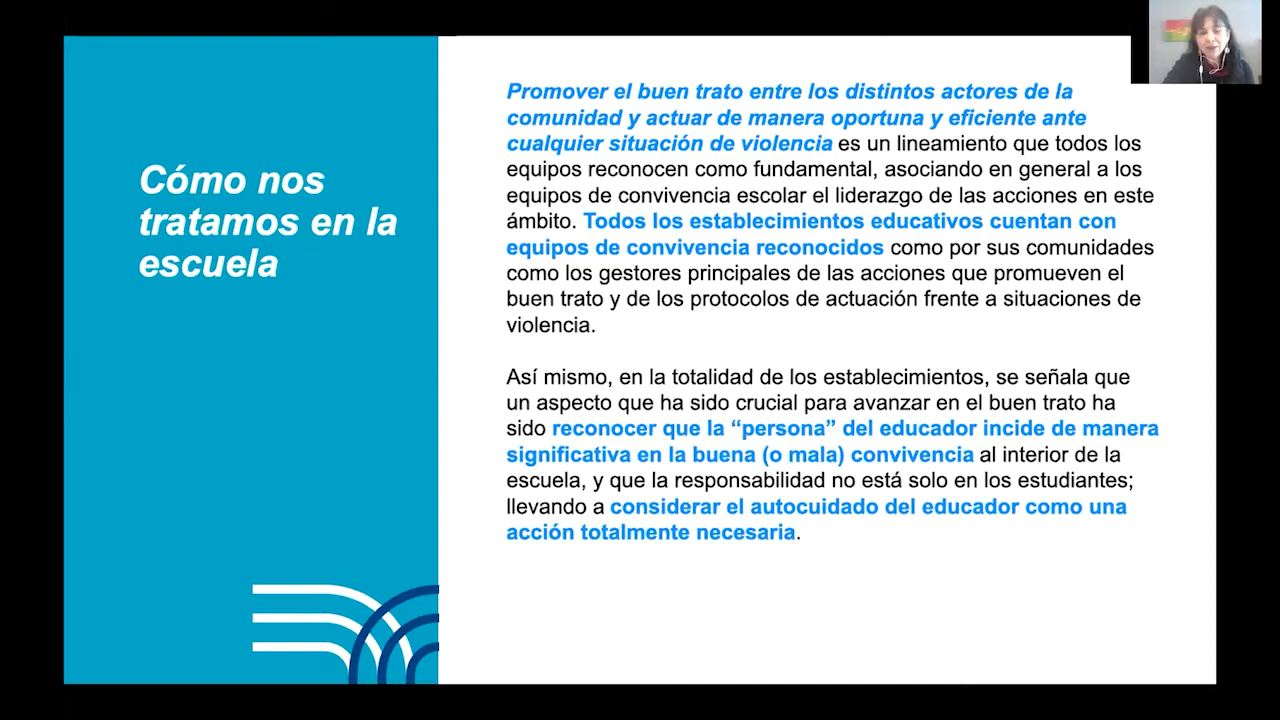 Cómo nos
tratamos en la
escuela
Promover el buen trato entre los distintos actores de la
comunidad y actuar de manera oportuna y eficiente ante
cualquier situación de violencia es un lineamiento que todos los
equipos reconocen como fundamental, asociando en general a los
equipos de convivencia escolar el liderazgo de las acciones en este
ámbito. Todos los establecimientos educativos cuentan con
equipos de convivencia reconocidos como por sus comunidades
como los gestores principales de las acciones que promueven el
buen trato y de los protocolos de actuación frente a situaciones de
violencia.
Así mismo, en la totalidad de los establecimientos, se señala que
un aspecto que ha sido crucial para avanzar en el buen trato ha
sido reconocer que la “persona” del educador incide de manera
significativa en la buena (o mala) convivencia al interior de la
escuela, y que la responsabilidad no está solo en los estudiantes;
llevando a considerar el autocuidado del educador como una
acción totalmente necesaria.